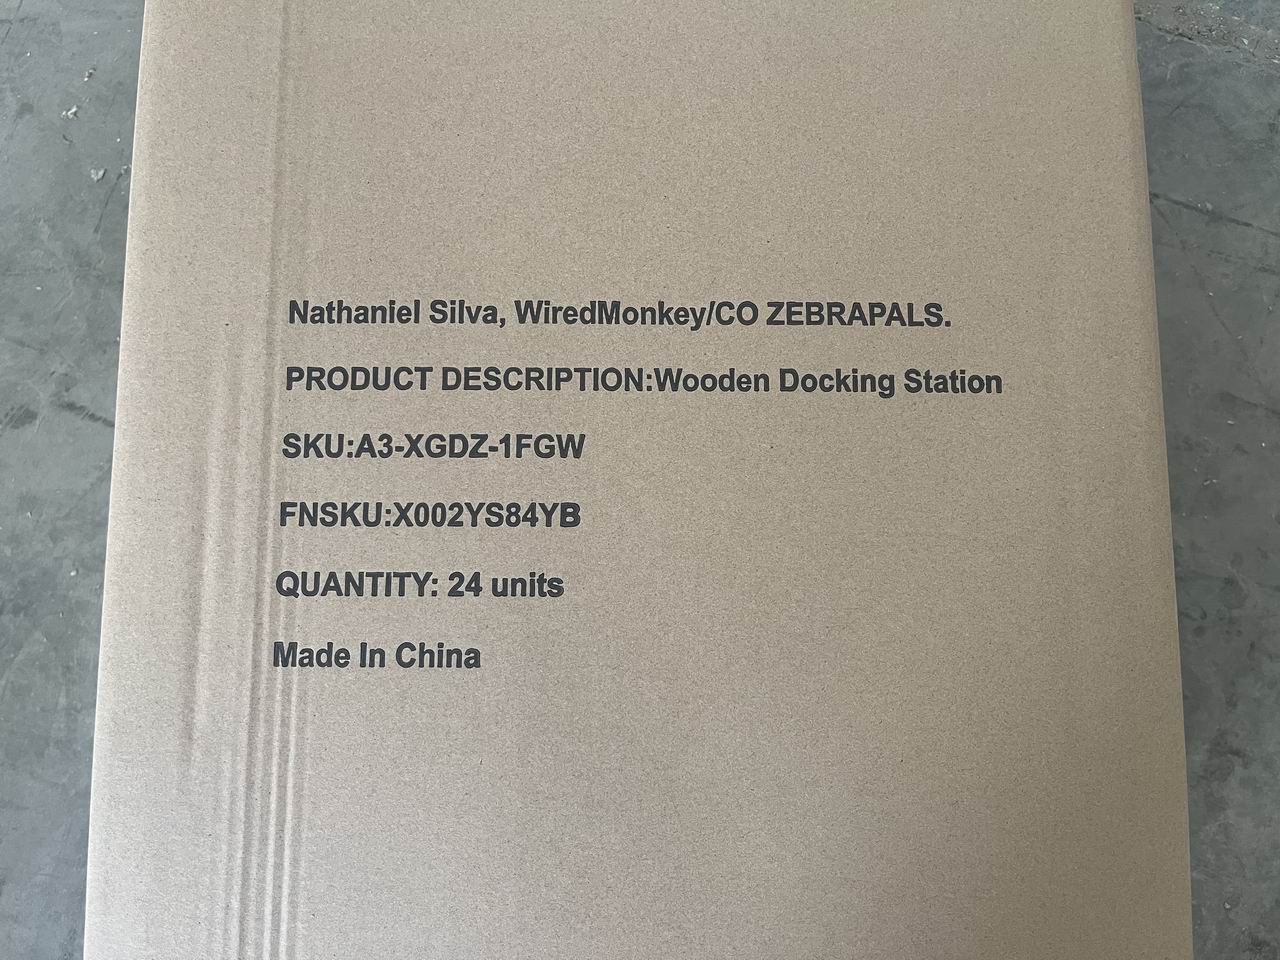 Nathaniel Silva, WiredMonkey/CO ZEBRAPALS.
PRODUCT DESCRIPTION:Wooden Docking Station
SKU:A3-XGDZ-1FGW
FNSKU:X002YS84YB
QUANTITY: 24 units
Made In China